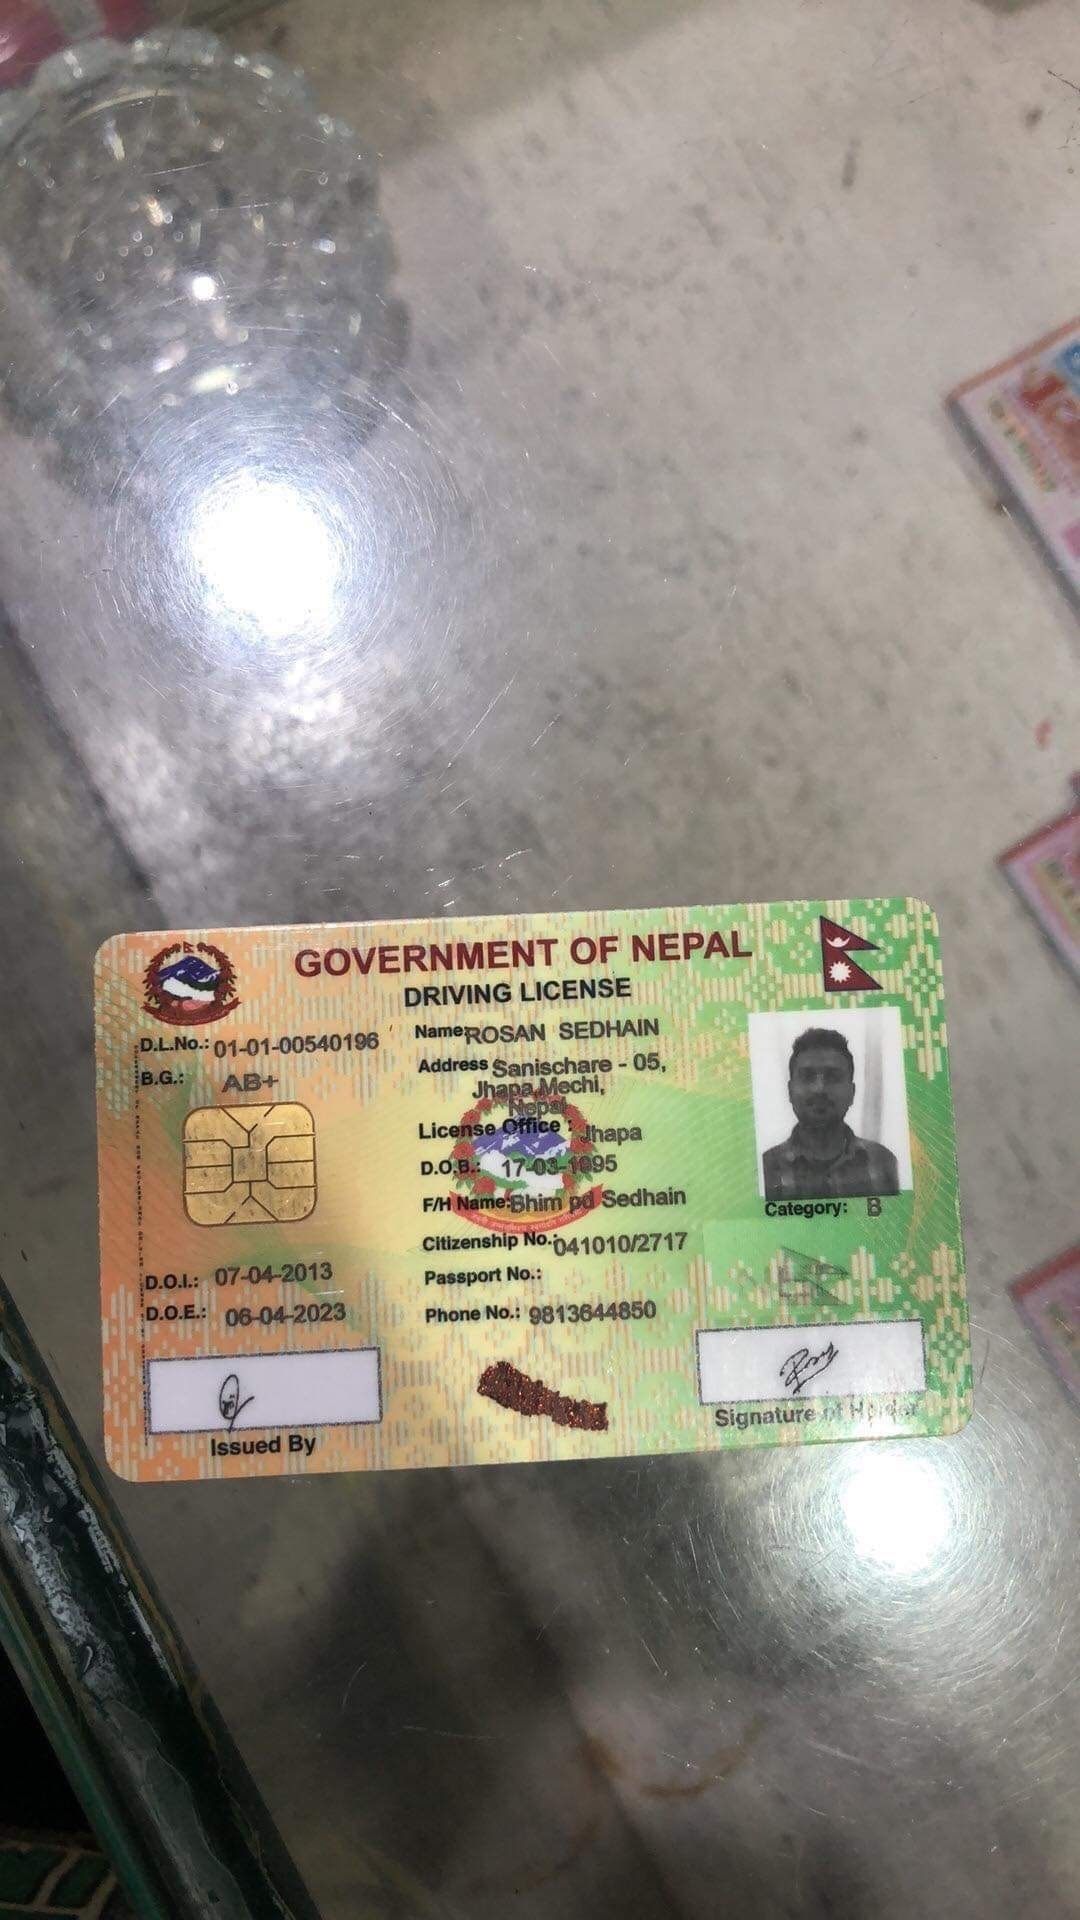 GOVERNMENT OF NEPAL
DRIVING LICENSE
D.L.No.: 01-01-00540196
B.G.: AB+
Name: ROSAN SEDHAIN
Address Sanischare - 05,
Jhapa,Mechi,
Nepal
License Office : Jhapa
D.O.B.: 17-03-1995
F/H Name: Bhim pd Sedhain
Citizenship No.: 041010/2717
Passport No.:
Phone No.: 9813644850
Category: B
D.O.I.: 07-04-2013
D.O.E.: 06-04-2023
Issued By
Signature of Holder